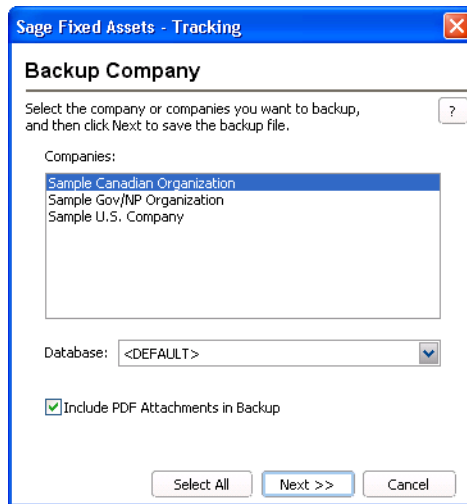 Sage Fixed Assets - Tracking
Backup Company
Select the company or companies you want to backup,
and then click Next to save the backup file.
?
Companies:
Sample Canadian Organization
Sample Gov/NP Organization
Sample U.S. Company
Database: <DEFAULT>
Include PDF Attachments in Backup
Select All Next >> Cancel